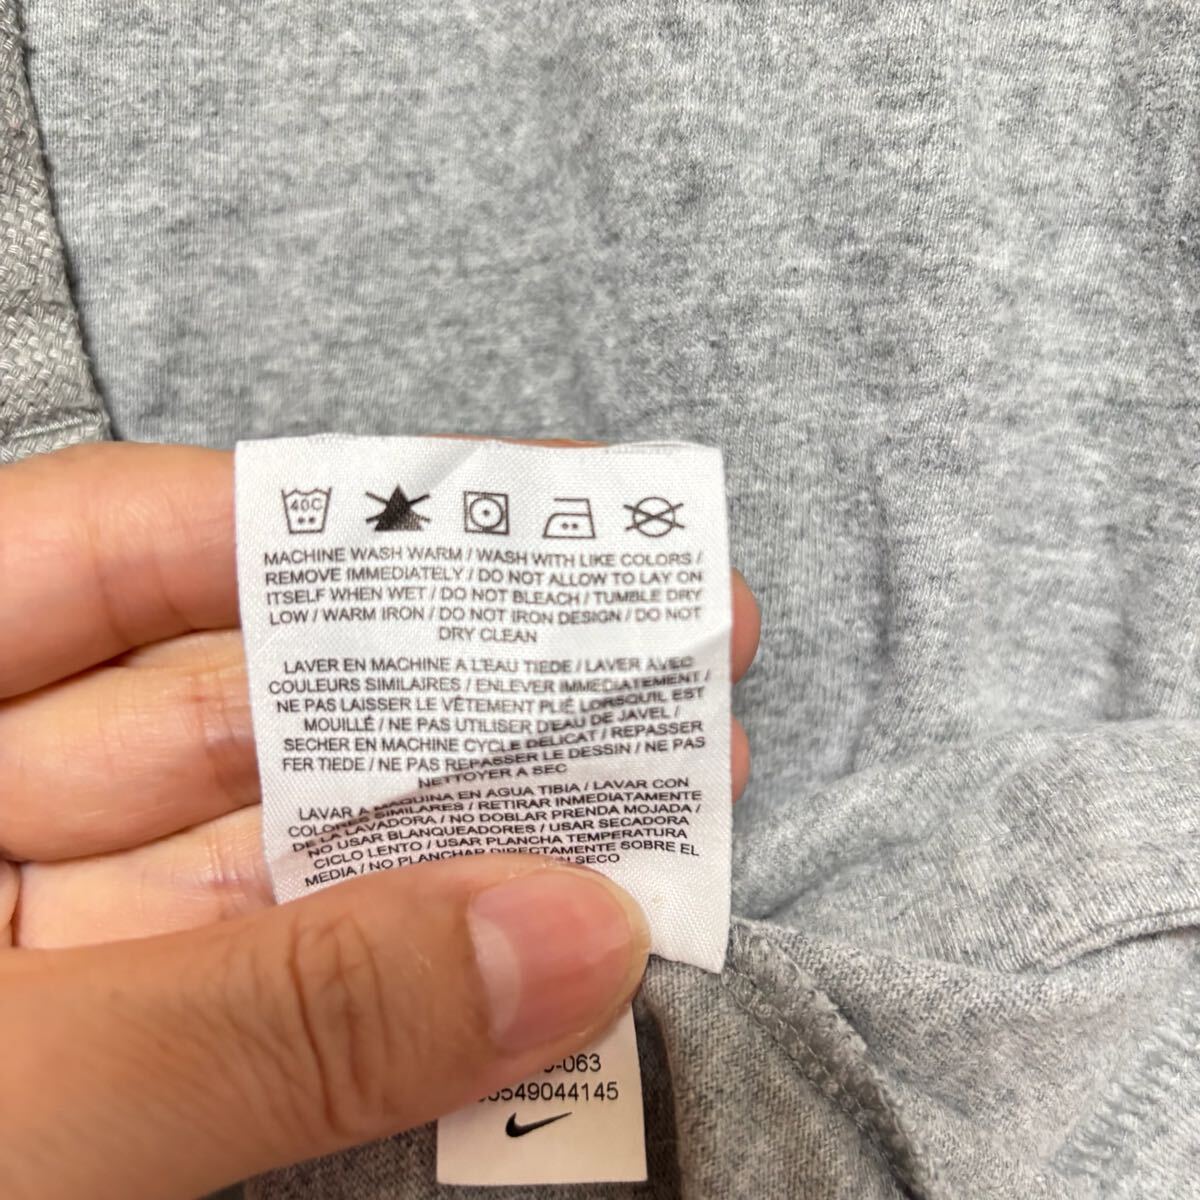 40C
MACHINE WASH WARM / WASH WITH LIKE COLORS /
REMOVE IMMEDIATELY / DO NOT ALLOW TO LAY ON
ITSELF WHEN WET / DO NOT BLEACH / TUMBLE DRY
LOW / WARM IRON / DO NOT IRON DESIGN / DO NOT
DRY CLEAN
LAVER EN MACHINE A L'EAU TIEDE / LAVER AVEC
COULEURS SIMILAIRES / ENLEVER IMMEDIATEMENT /
NE PAS LAISSER LE VÊTEMENT PLIÉ LORSQUIL EST
MOUILLÉ / NE PAS UTILISER D'EAU DE JAVEL /
SECHER EN MACHINE CYCLE DELICAT / REPASSER
FER TIEDE / NE PAS REPASSER LE DESSIN / NE PAS
NETTOYER A SEC
LAVAR A MAQUINA EN AGUA TIBIA / LAVAR CON
COLORES SIMILARES / RETIRAR INMEDIATAMENTE
DE LA LAVADORA / NO DOBLAR PRENDA MOJADA /
NO USAR BLANQUEADORES / USAR SECADORA
CICLO LENTO / USAR PLANCHA TEMPERATURA
MEDIA / NO PLANCHAR DIRECTAMENTE SOBRE EL
SECO
-063
549044145